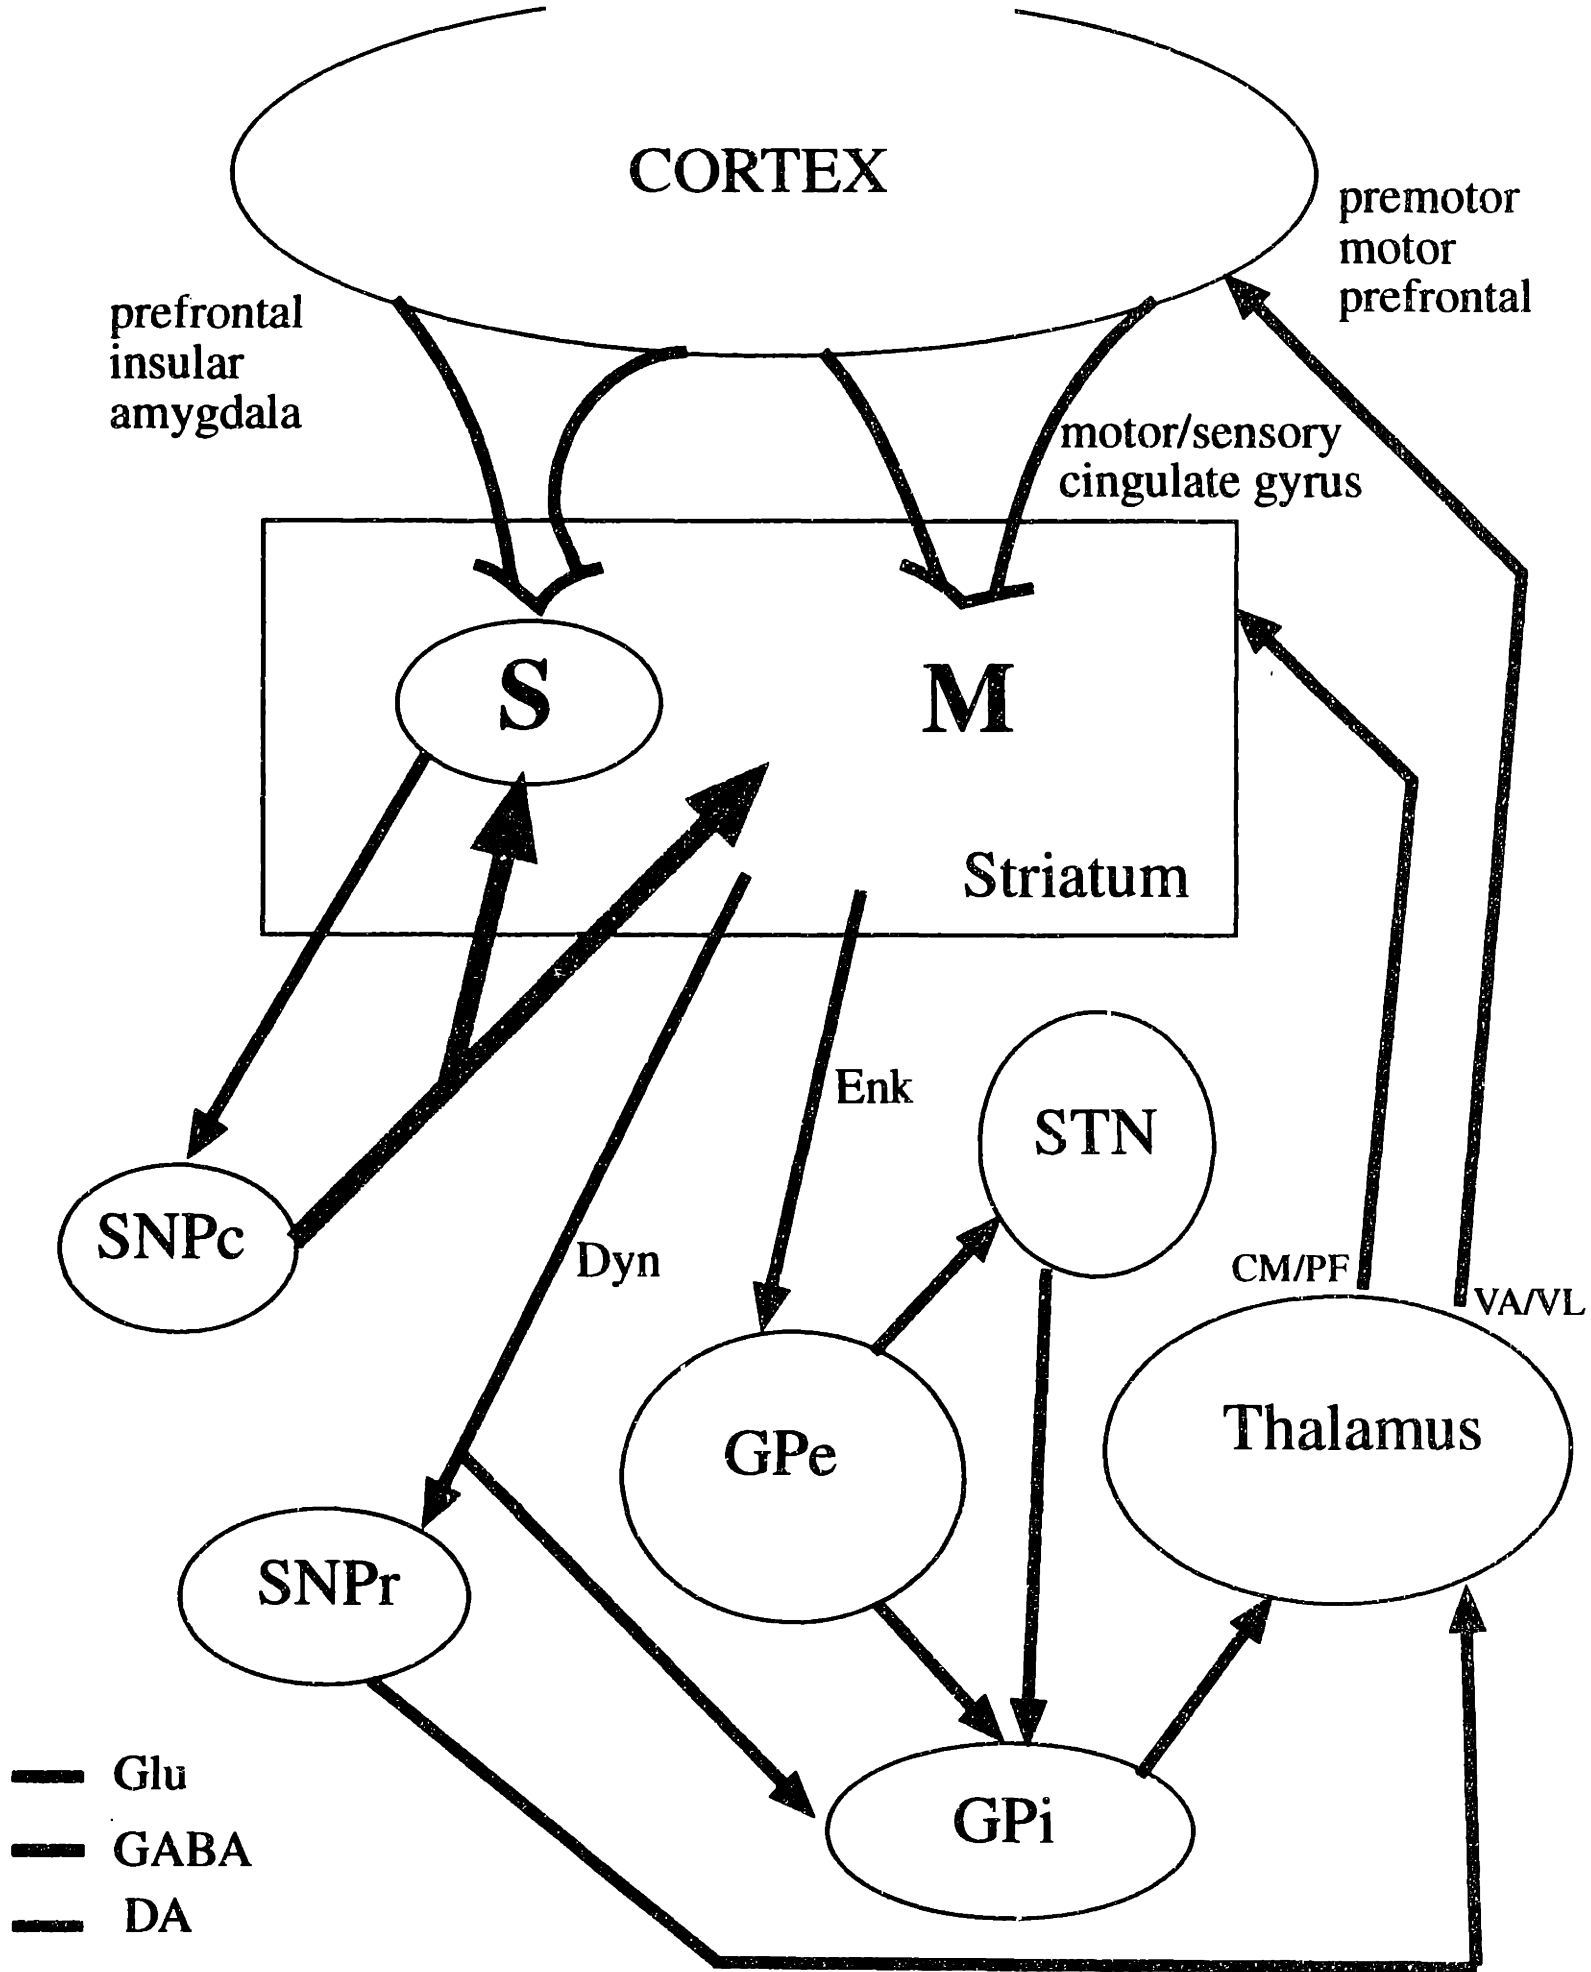 CORTEX
premotor
motor
prefrontal
prefrontal
insular
amygdala
motor/sensory
cingulate gyrus
S
M
Striatum
Enk
STN
SNPc
Dyn
CM/PF
VA/VL
Thalamus
GPe
SNPr
Glu
GPi
GABA
DA